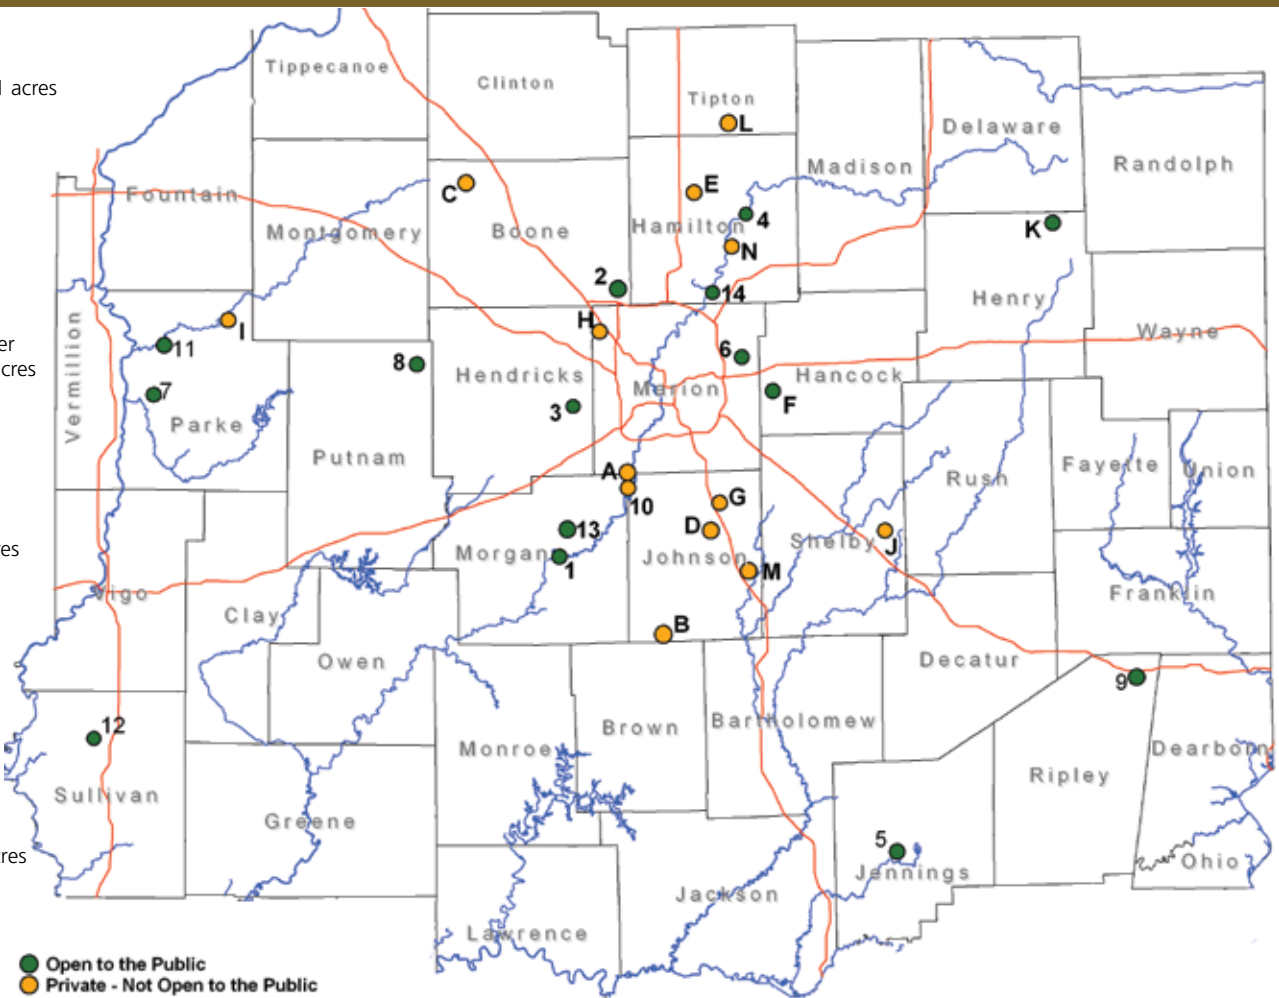 l acres
er
cres
res
cres
Tippecanoe
Clinton
Tipton
L
Delaware
Madison
Randolph
Fountain
C
E
4
Montgomery
Boone
Hamilton
K
N
2
14
Henry
Vermillion
I
H
Wayne
11
8
6
Hendricks
Marion
Hancock
7
3
F
Parke
Putnam
A
Rush
Fayette
Union
10
G
13
D
Morgan
1
Johnson
Shelby
J
M
Vigo
Clay
Franklin
B
Owen
Decatur
9
12
Monroe
Brown
Bartholomew
Dearborn
Sullivan
Ripley
Greene
5
Ohio
Jennings
Jackson
Lawrence
Open to the Public
Private - Not Open to the Public